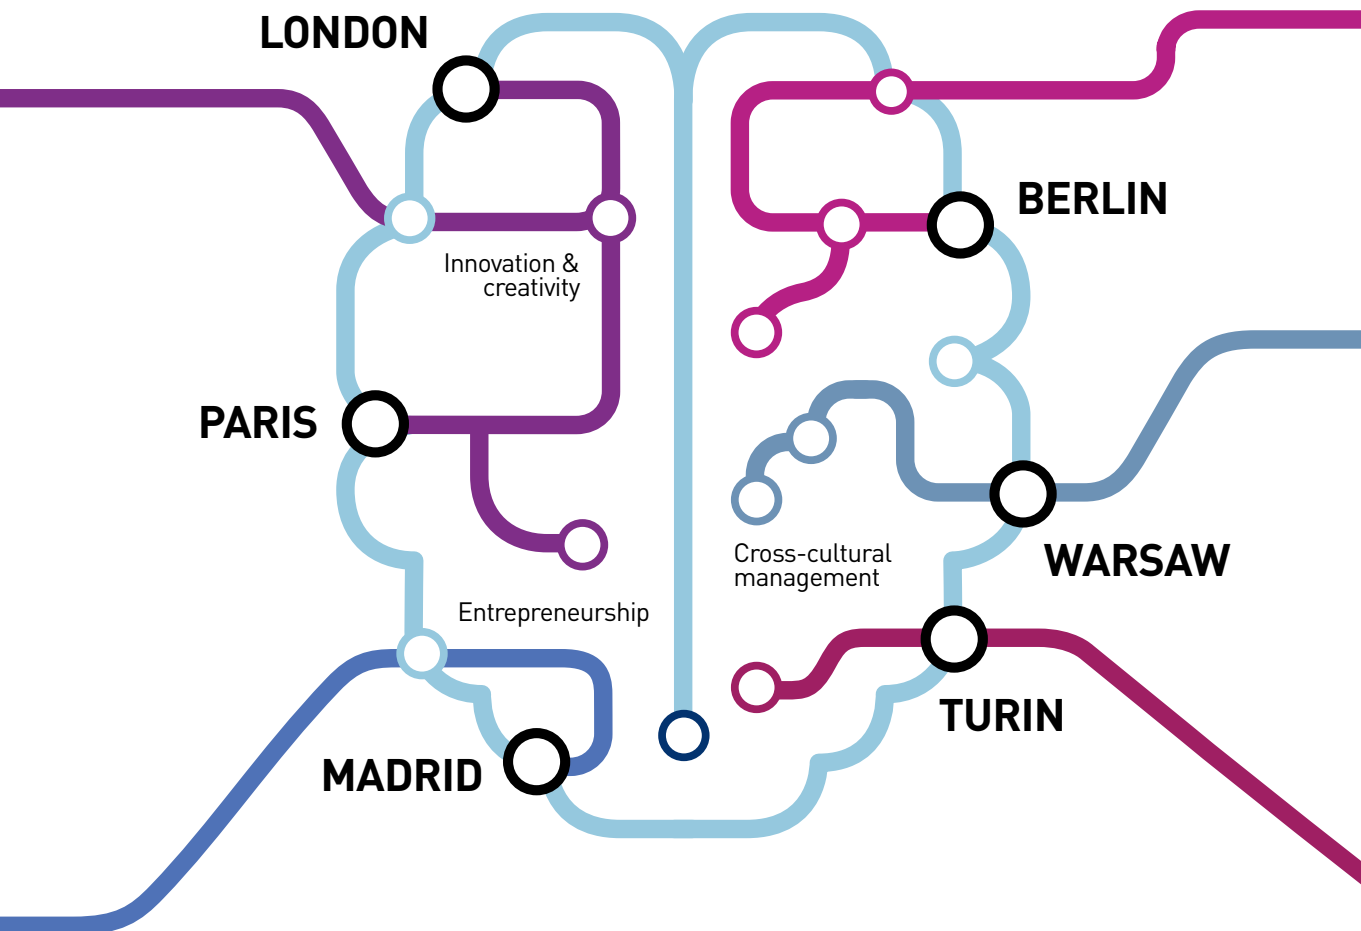 LONDON
BERLIN
Innovation &
creativity
PARIS
Cross-cultural
management
WARSAW
Entrepreneurship
TURIN
MADRID